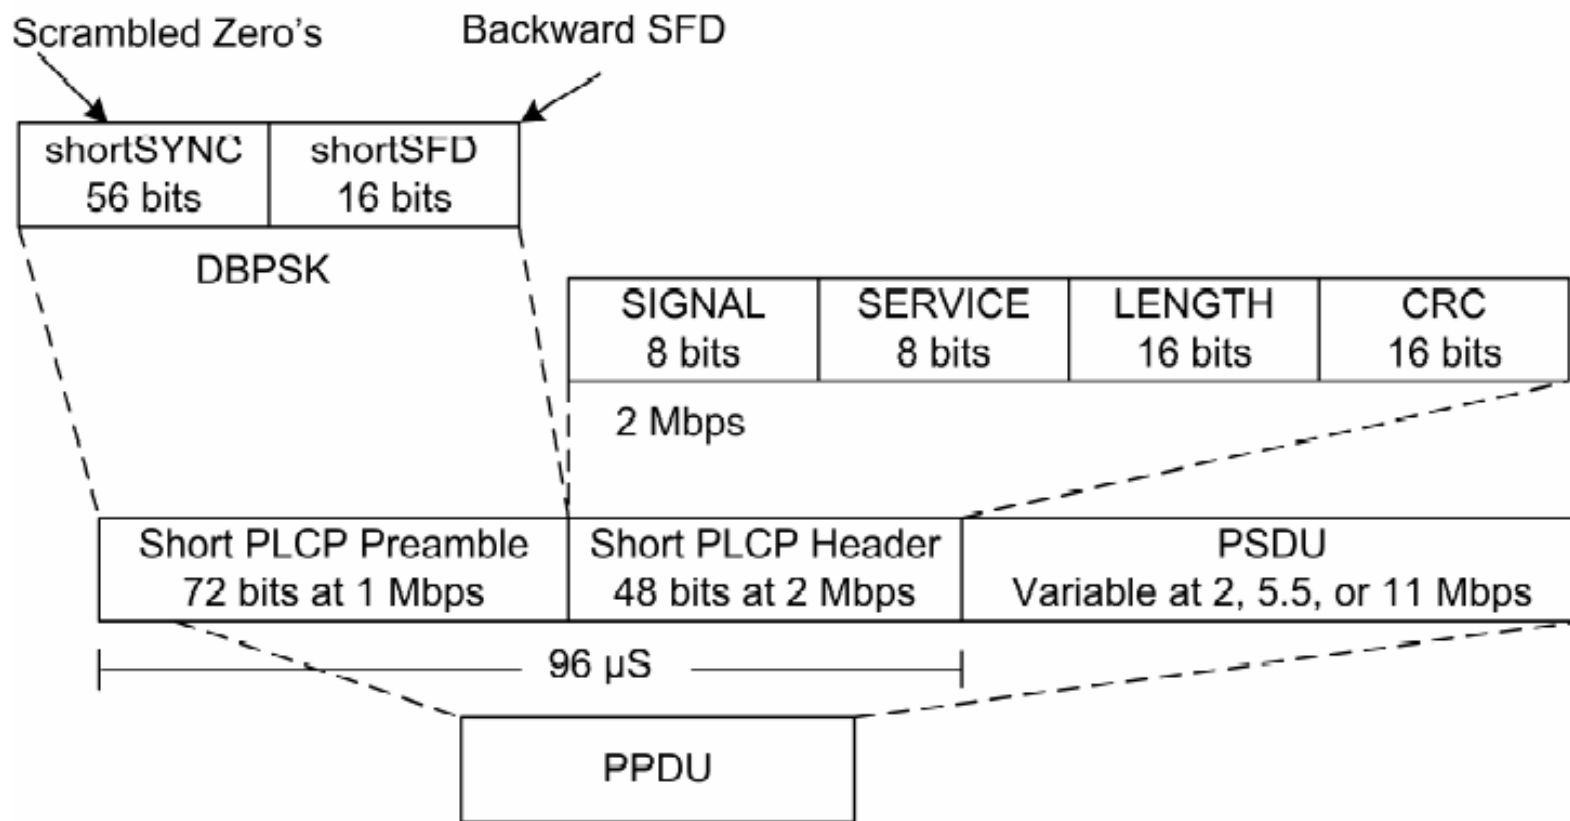 Scrambled Zero's
Backward SFD
shortSYNC
56 bits
shortSFD
16 bits
DBPSK
SIGNAL
8 bits
SERVICE
8 bits
LENGTH
16 bits
CRC
16 bits
2 Mbps
Short PLCP Preamble
72 bits at 1 Mbps
Short PLCP Header
48 bits at 2 Mbps
PSDU
Variable at 2, 5.5, or 11 Mbps
96 µS
PPDU